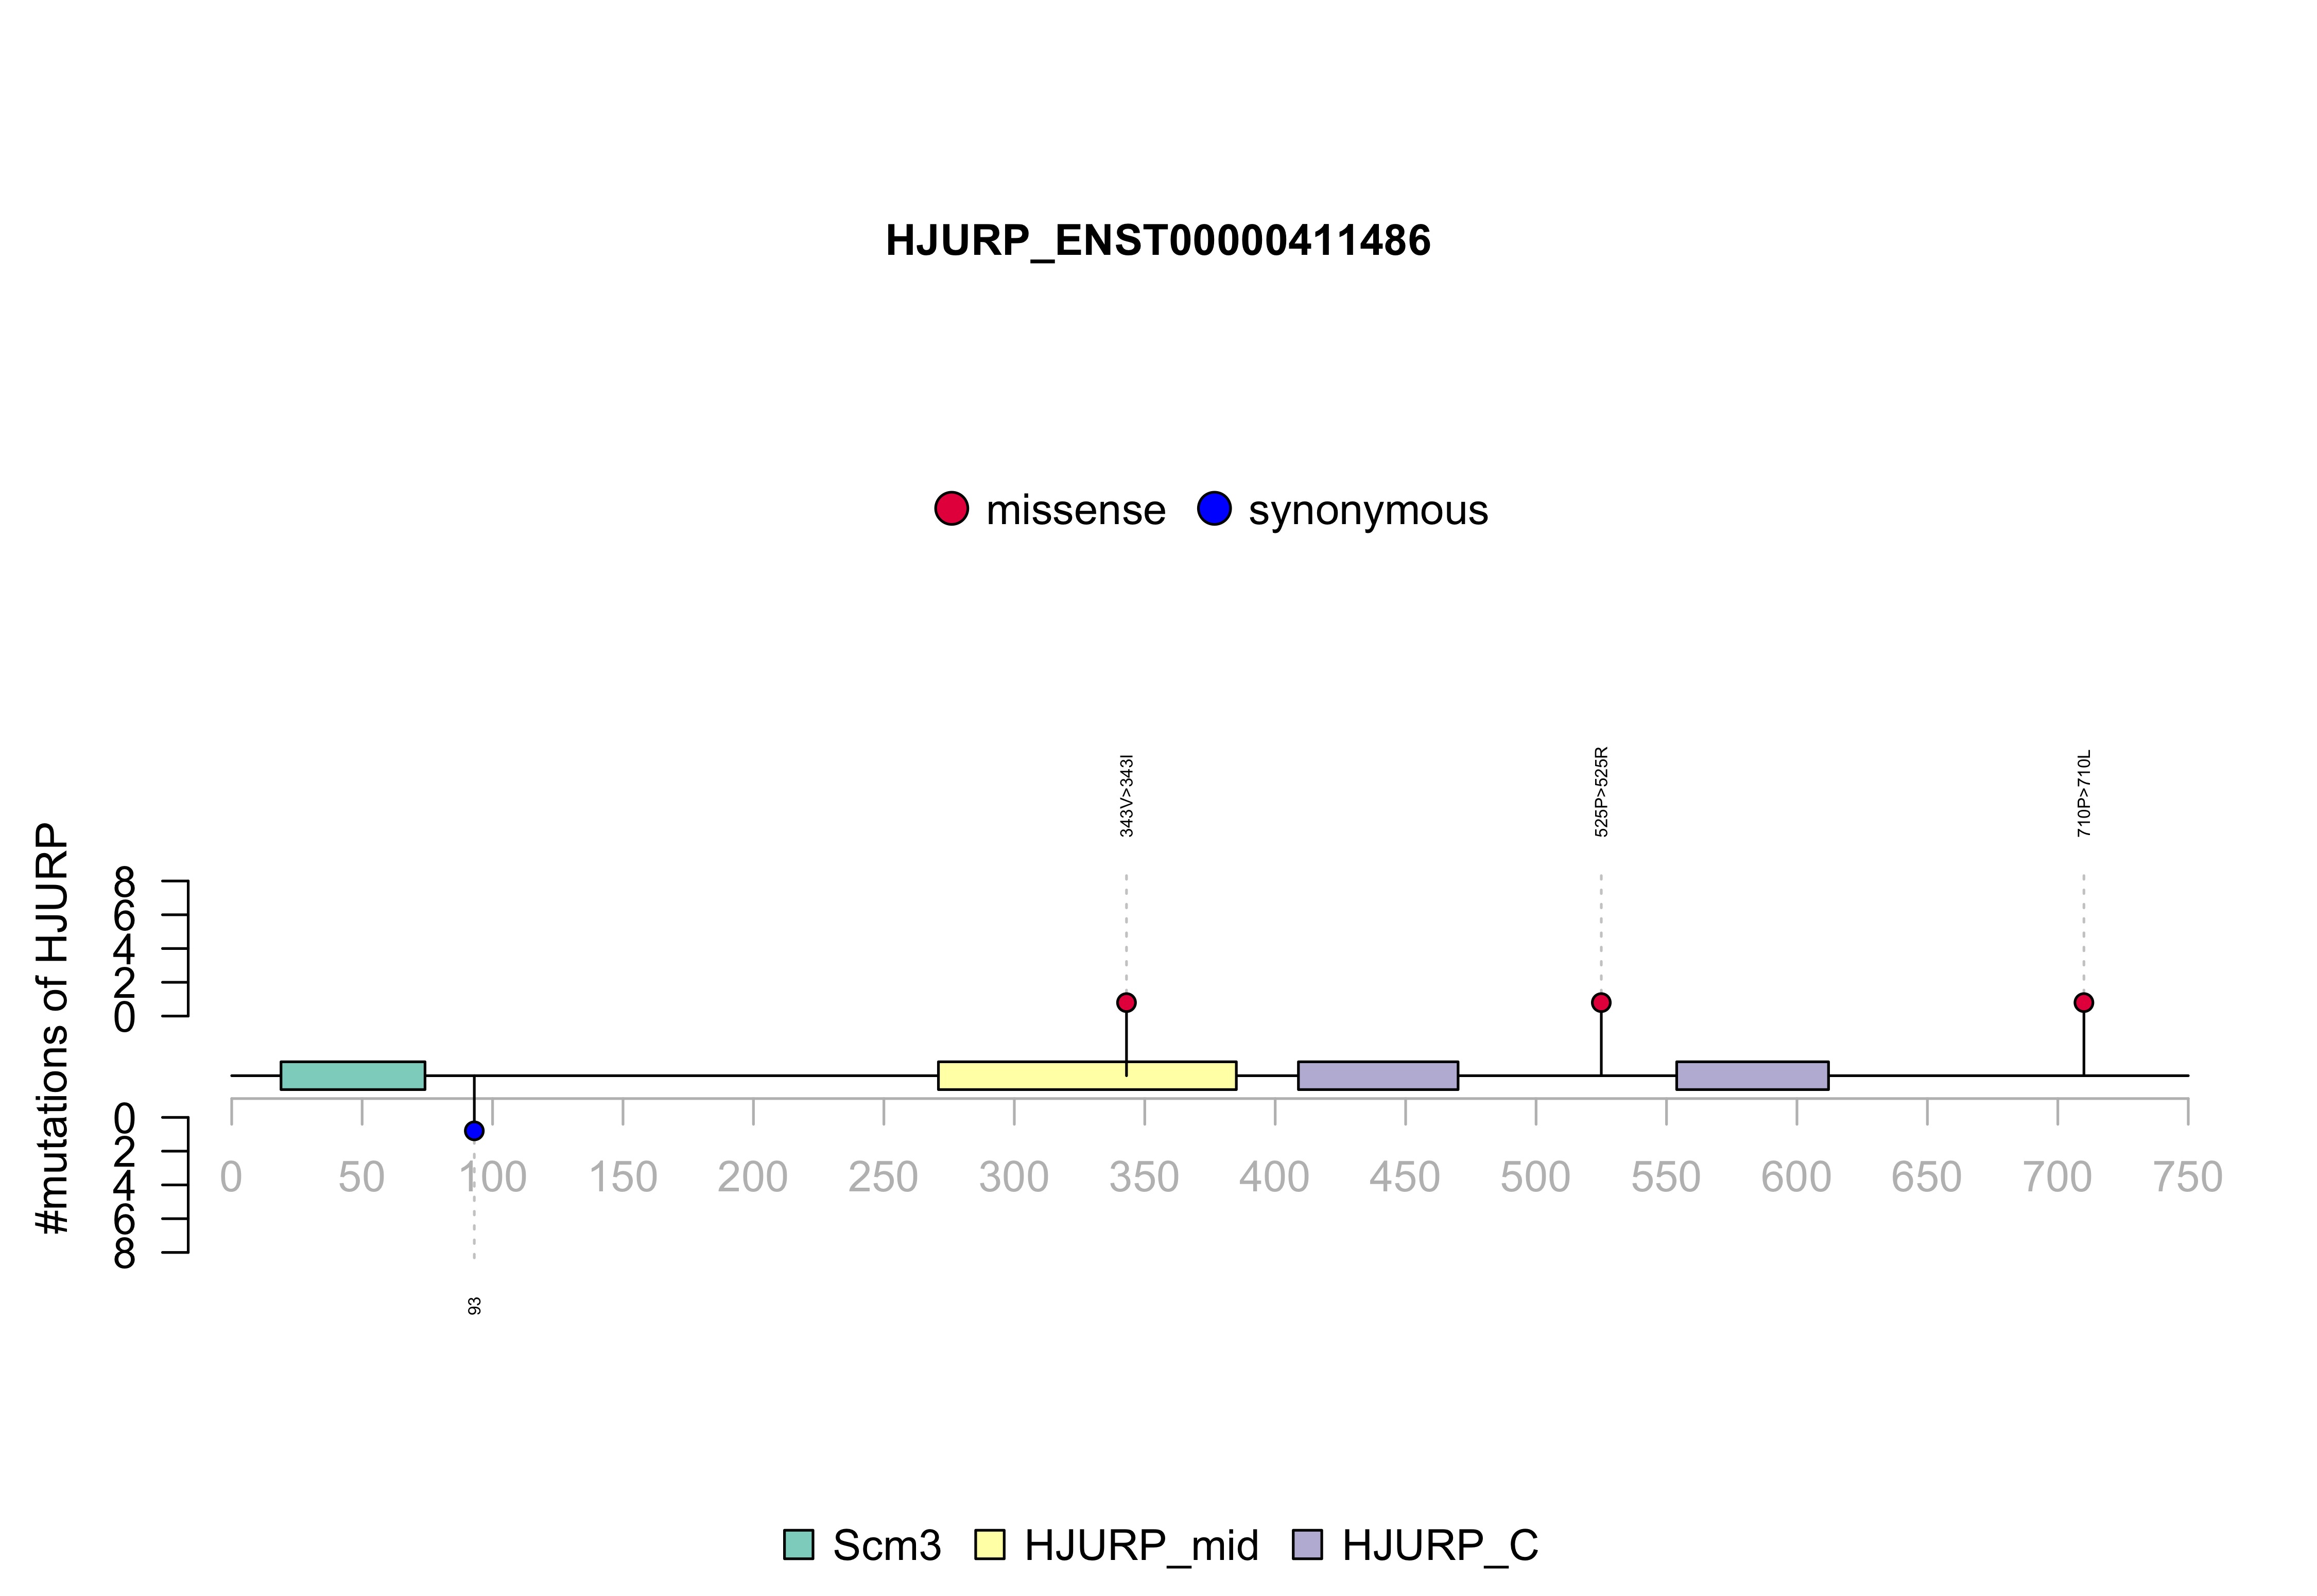 HJURP_ENST00000411486
missense synonymous
343V>343I
525P>525R
710P>710L
#mutations of HJURP
8
6
4
2
0
0
2
4
6
8
0 50 100 150 200 250 300 350 400 450 500 550 600 650 700 750
93
Scm3 HJURP_mid HJURP_C